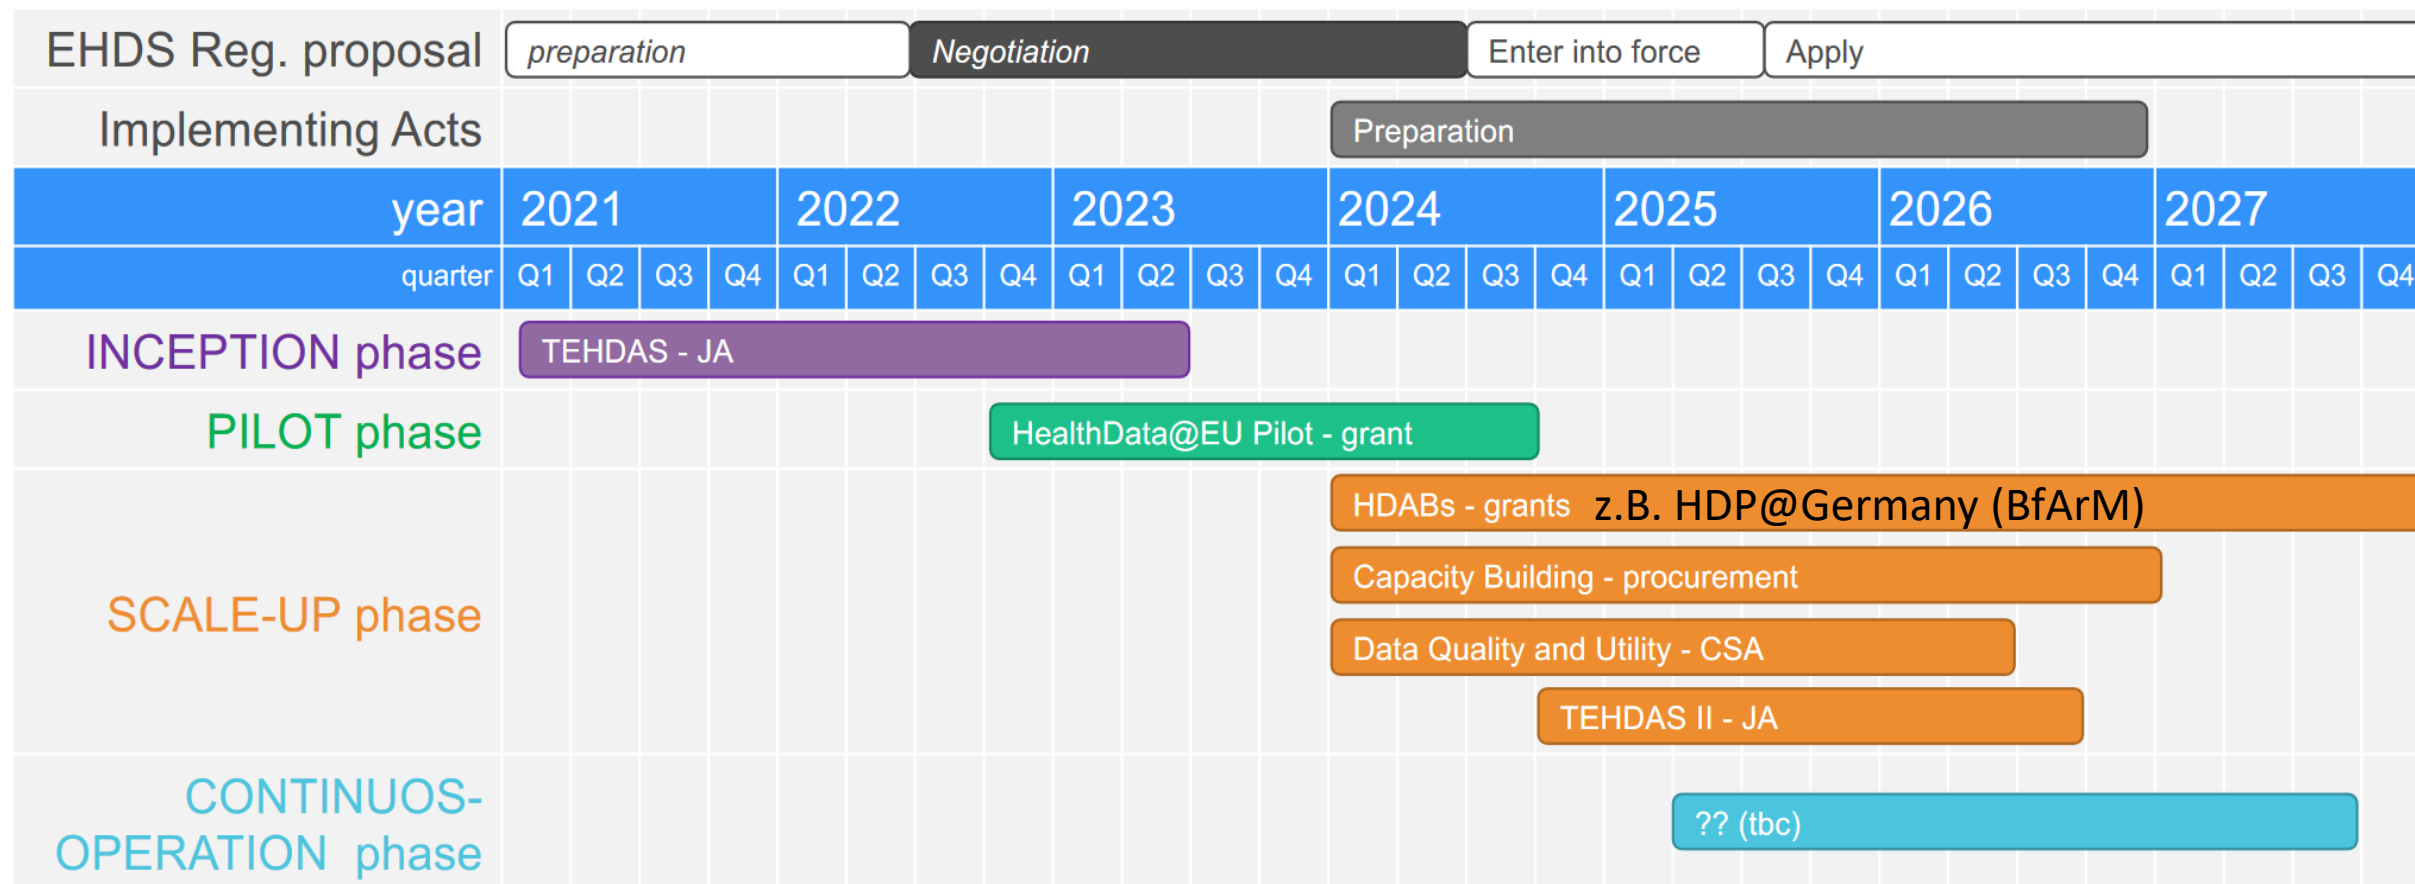 EHDS Reg. proposal preparation Negotiation Enter into force Apply
Implementing Acts Preparation
year 2021 2022 2023 2024 2025 2026 2027
quarter Q1 Q2 Q3 Q4 Q1 Q2 Q3 Q4 Q1 Q2 Q3 Q4 Q1 Q2 Q3 Q4 Q1 Q2 Q3 Q4 Q1 Q2 Q3 Q4 Q1 Q2 Q3 Q4
INCEPTION phase TEHDAS - JA
PILOT phase HealthData@EU Pilot - grant
HDABs - grants z.B. HDP@Germany (BfArM)
Capacity Building - procurement
SCALE-UP phase
Data Quality and Utility - CSA
TEHDAS II - JA
CONTINUOS-
OPERATION phase
?? (tbc)